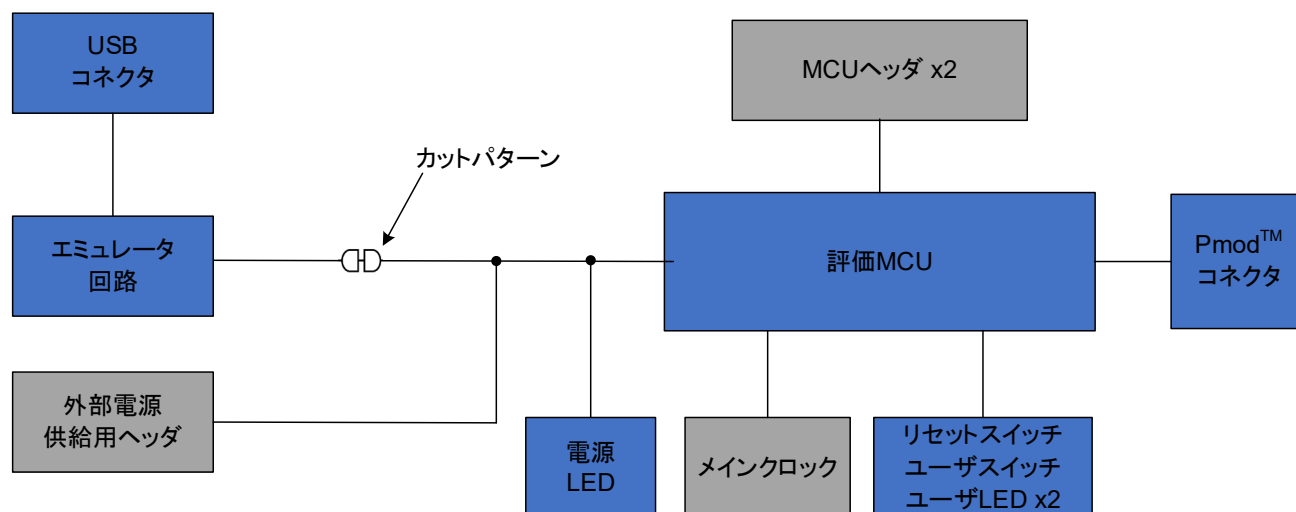 USB
コネクタ
MCUヘッダ x2
カットパターン
エミュレータ
回路
評価MCU
Pmod™
コネクタ
外部電源
供給用ヘッダ
電源
LED
メインクロック
リセットスイッチ
ユーザスイッチ
ユーザLED x2